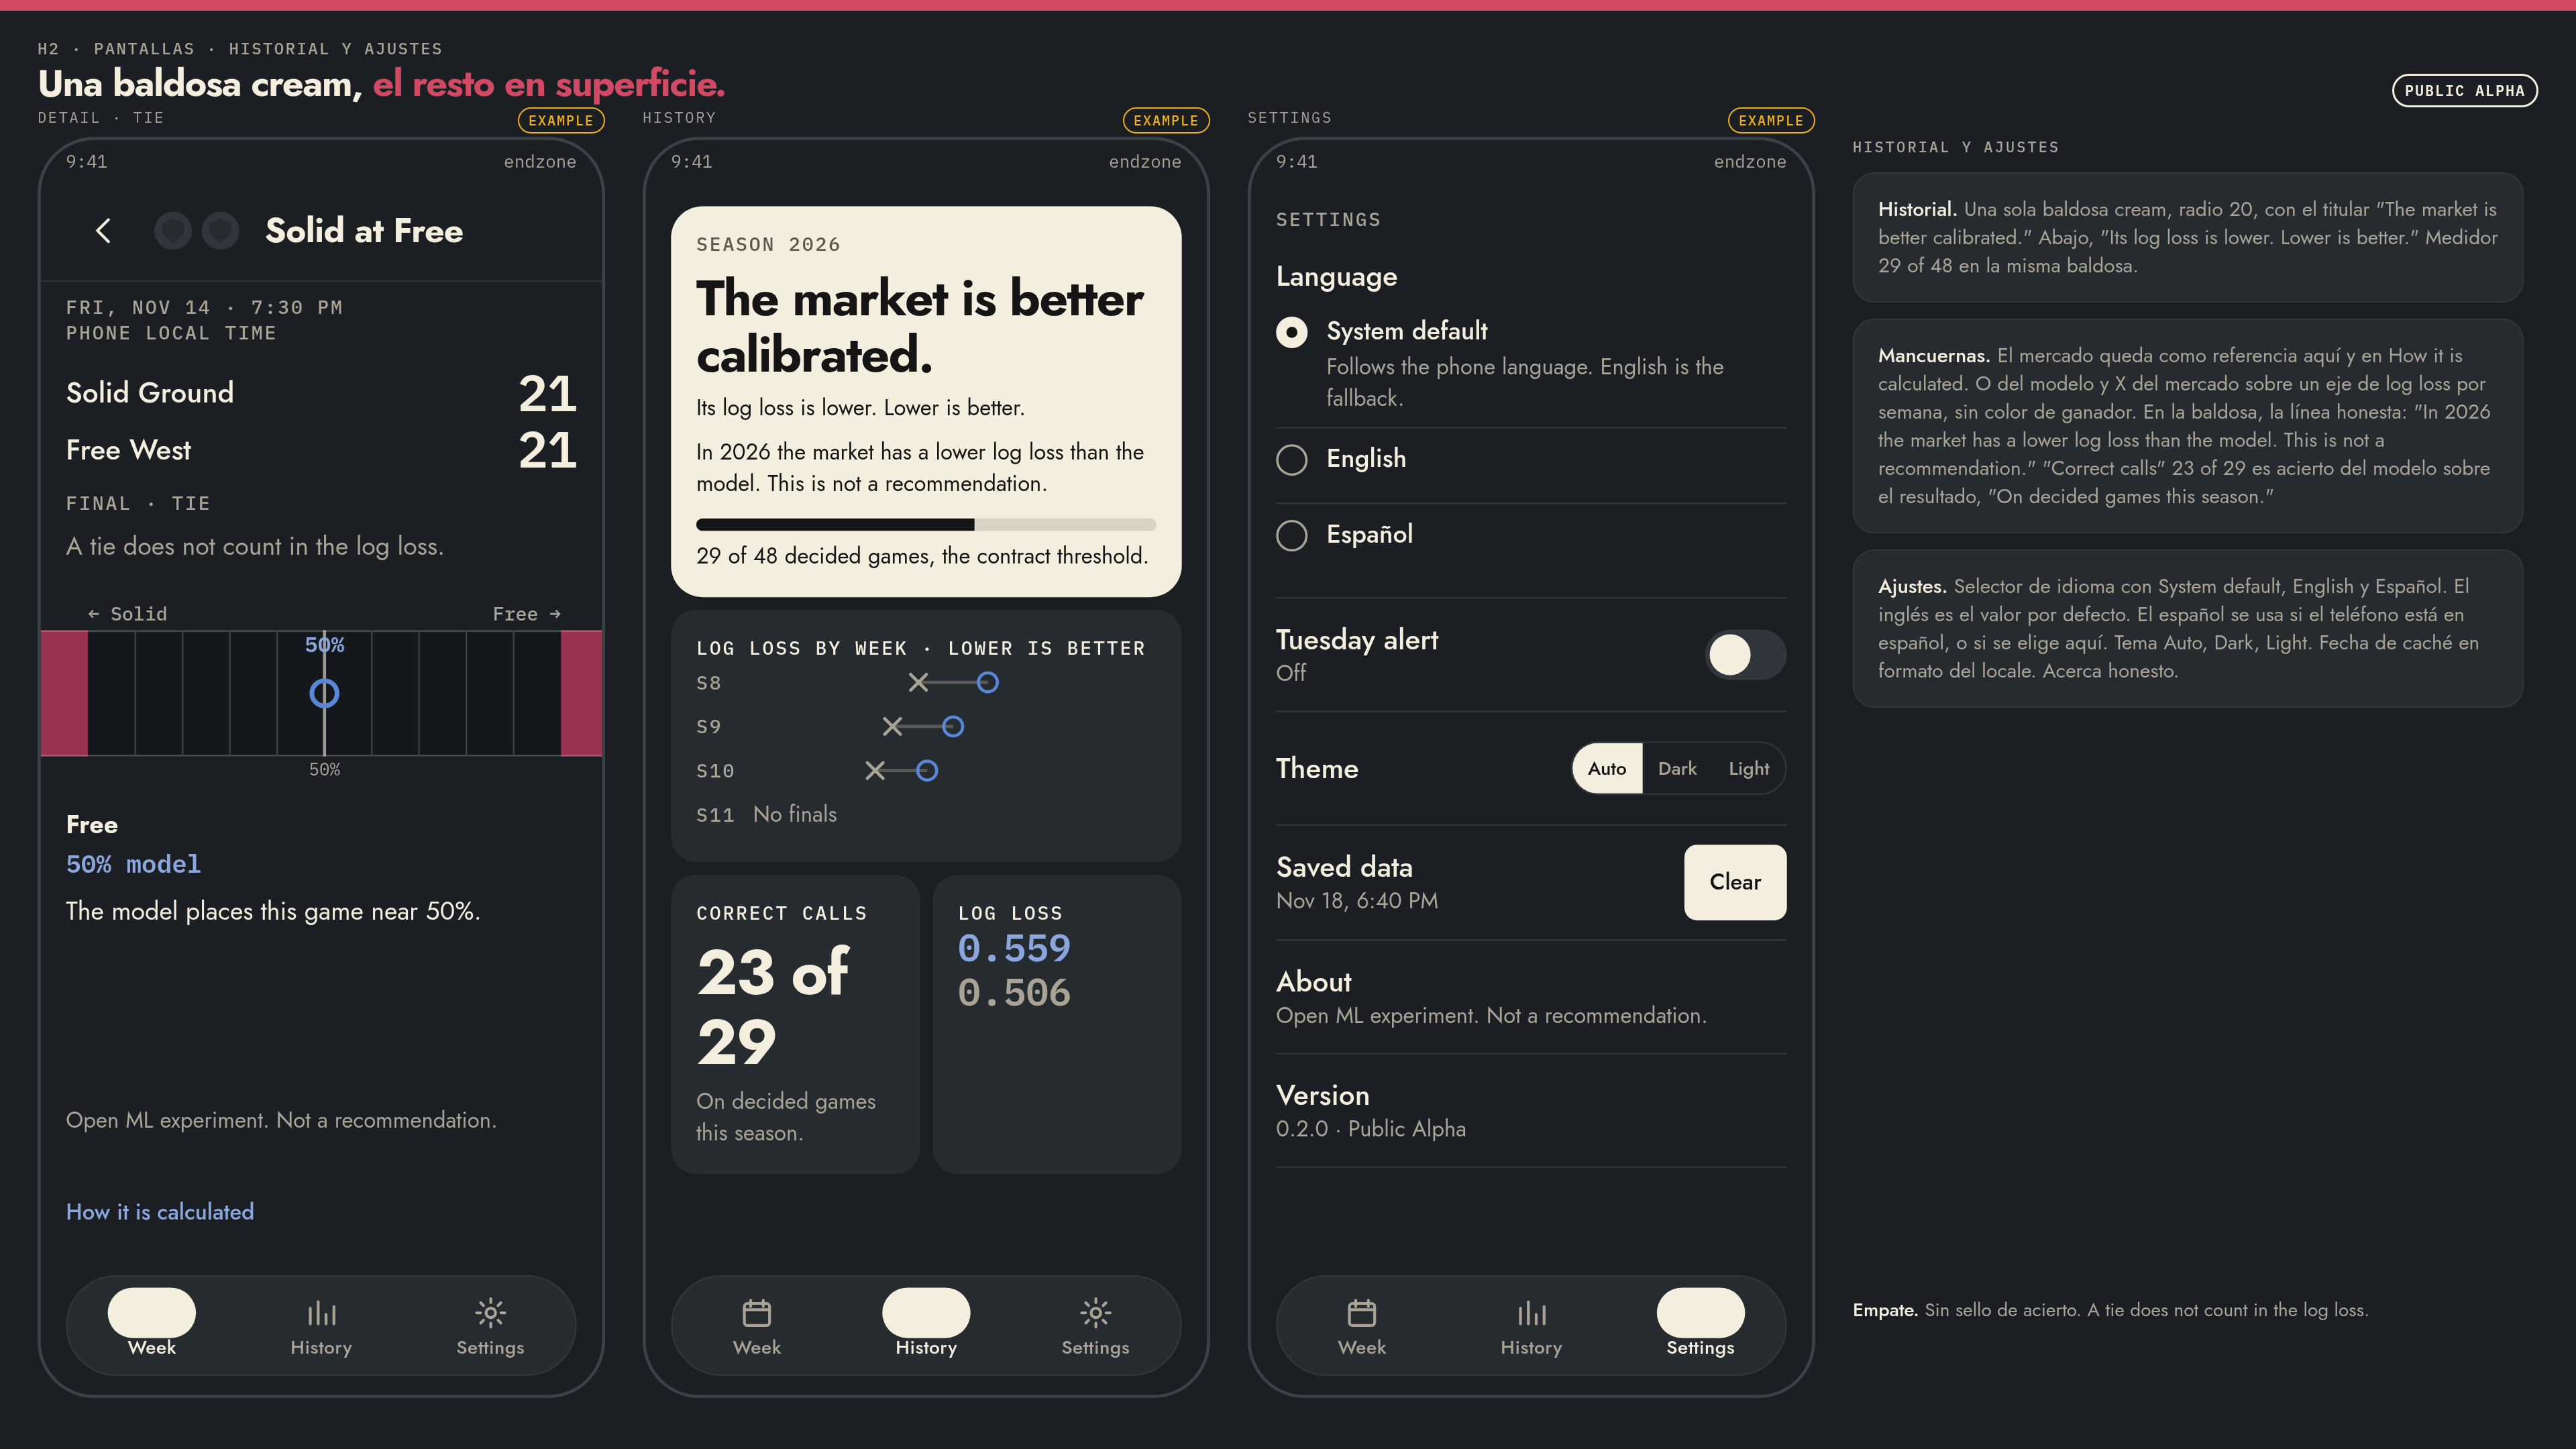 H2 · PANTALLAS · HISTORIAL Y AJUSTES
Una baldosa cream, el resto en superficie.
PUBLIC ALPHA
DETAIL · TIE
EXAMPLE
9:41
endzone
Solid at Free
FRI, NOV 14 · 7:30 PM
PHONE LOCAL TIME
Solid Ground 21
Free West 21
FINAL · TIE
A tie does not count in the log loss.
← Solid
Free →
50%
50%
Free
50% model
The model places this game near 50%.
Open ML experiment. Not a recommendation.
How it is calculated
Week
History
Settings
HISTORY
EXAMPLE
9:41
endzone
SEASON 2026
The market is better
calibrated.
Its log loss is lower. Lower is better.
In 2026 the market has a lower log loss than the
model. This is not a recommendation.
29 of 48 decided games, the contract threshold.
LOG LOSS BY WEEK · LOWER IS BETTER
S8
S9
S10
S11 No finals
CORRECT CALLS
23 of
29
On decided games
this season.
LOG LOSS
0.559
0.506
Week
History
Settings
SETTINGS
EXAMPLE
9:41
endzone
SETTINGS
Language
System default
Follows the phone language. English is the
fallback.
English
Español
Tuesday alert
Off
Theme
Auto
Dark
Light
Saved data
Nov 18, 6:40 PM
Clear
About
Open ML experiment. Not a recommendation.
Version
0.2.0 · Public Alpha
Week
History
Settings
HISTORIAL Y AJUSTES
Historial. Una sola baldosa cream, radio 20, con el titular "The market is
better calibrated." Abajo, "Its log loss is lower. Lower is better." Medidor
29 of 48 en la misma baldosa.
Mancuernas. El mercado queda como referencia aquí y en How it is
calculated. O del modelo y X del mercado sobre un eje de log loss por
semana, sin color de ganador. En la baldosa, la línea honesta: "In 2026
the market has a lower log loss than the model. This is not a
recommendation." "Correct calls" 23 of 29 es acierto del modelo sobre
el resultado, "On decided games this season."
Ajustes. Selector de idioma con System default, English y Español. El
inglés es el valor por defecto. El español se usa si el teléfono está en
español, o si se elige aquí. Tema Auto, Dark, Light. Fecha de caché en
formato del locale. Acerca honesto.
Empate. Sin sello de acierto. A tie does not count in the log loss.